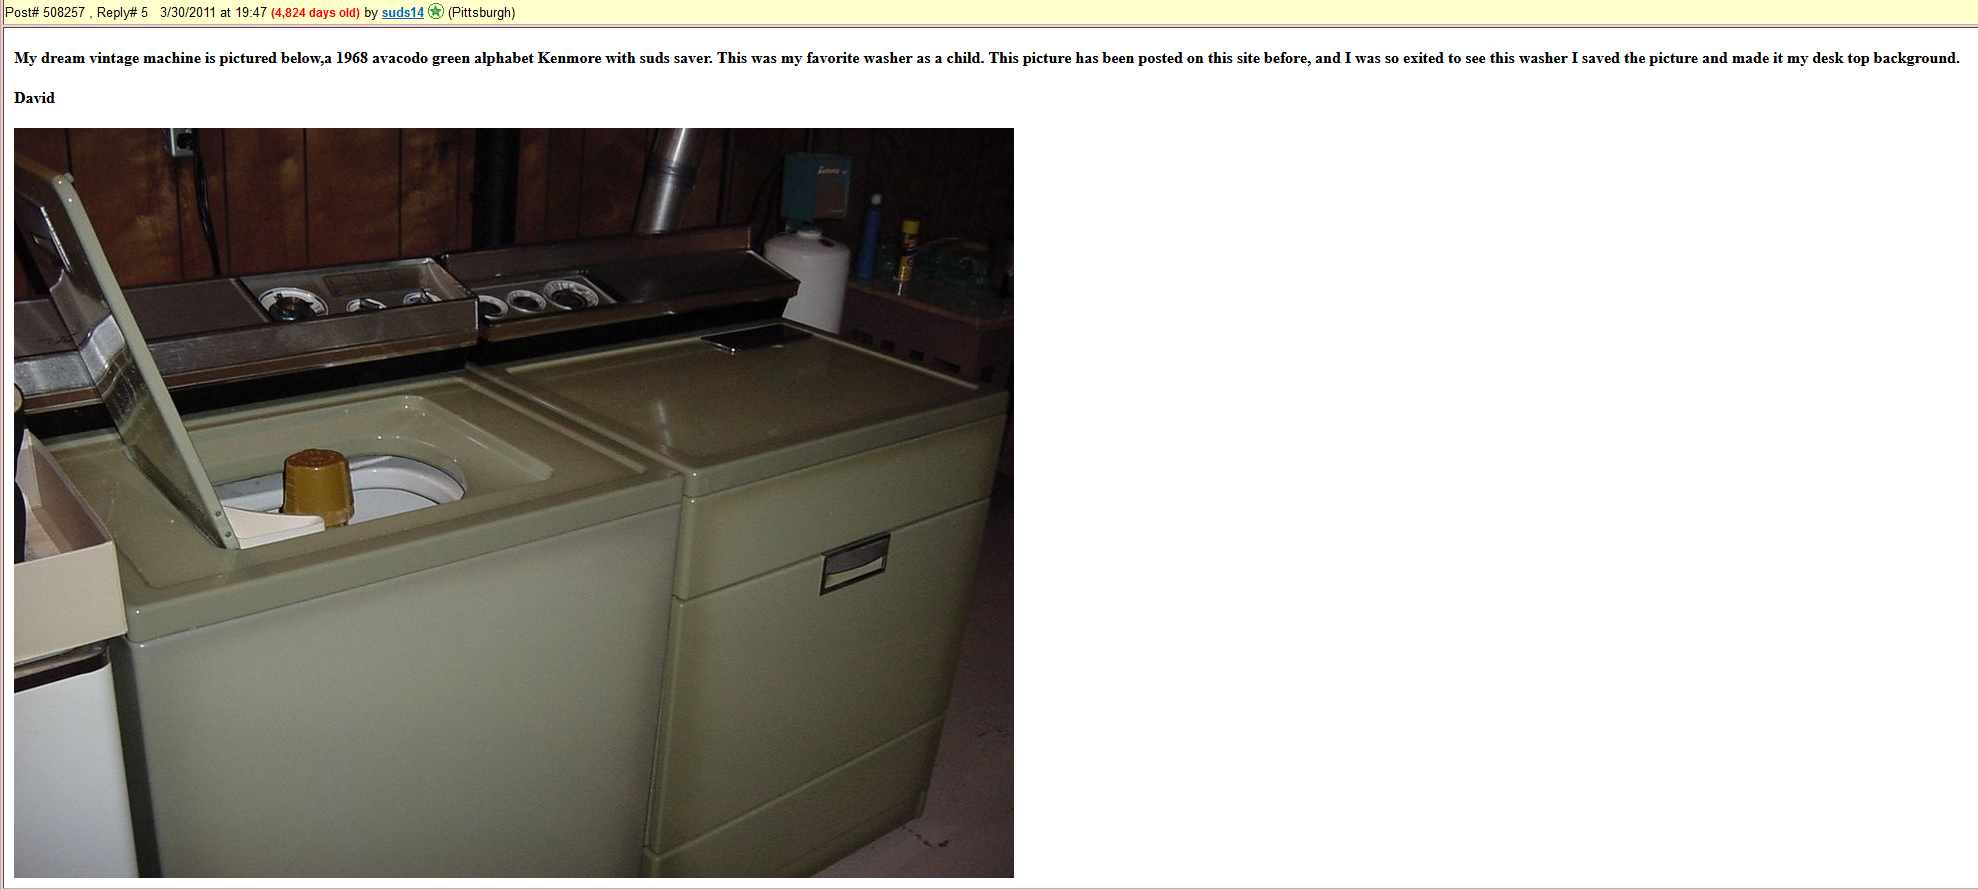 Post# 508257 , Reply# 5 3/30/2011 at 19:47 (4,824 days old) by suds14 (Pittsburgh)
My dream vintage machine is pictured below,a 1968 avacodo green alphabet Kenmore with suds saver. This was my favorite washer as a child. This picture has been posted on this site before, and I was so exited to see this washer I saved the picture and made it my desk top background.
David